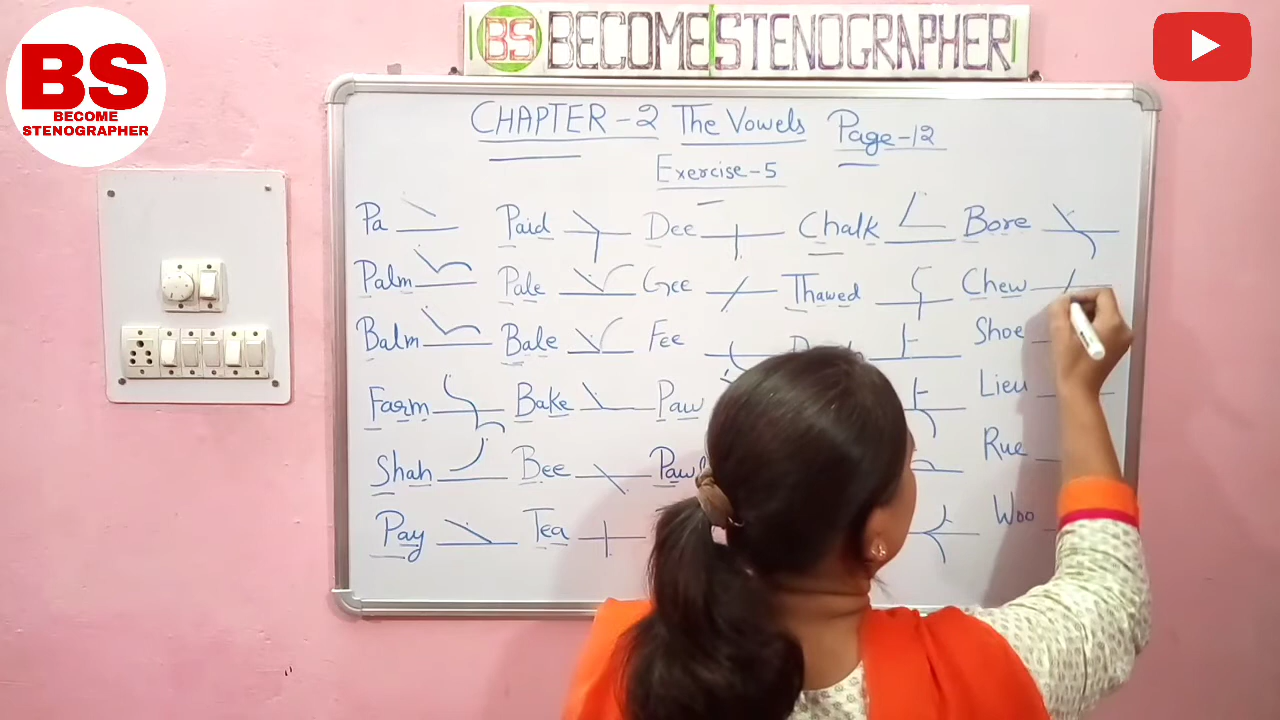 BS BECOME STENOGRAPHER
BS
BECOME
STENOGRAPHER
CHAPTER-2 The Vowels Page-12
Exercise-5
Pa Paid Dee Chalk Bore
Palm Pale Gee Thawed Chew
Balm Bale Fee Shoe
Farm Bake Paw Lieu
Shah Bee Rue
Pay Tea Woo